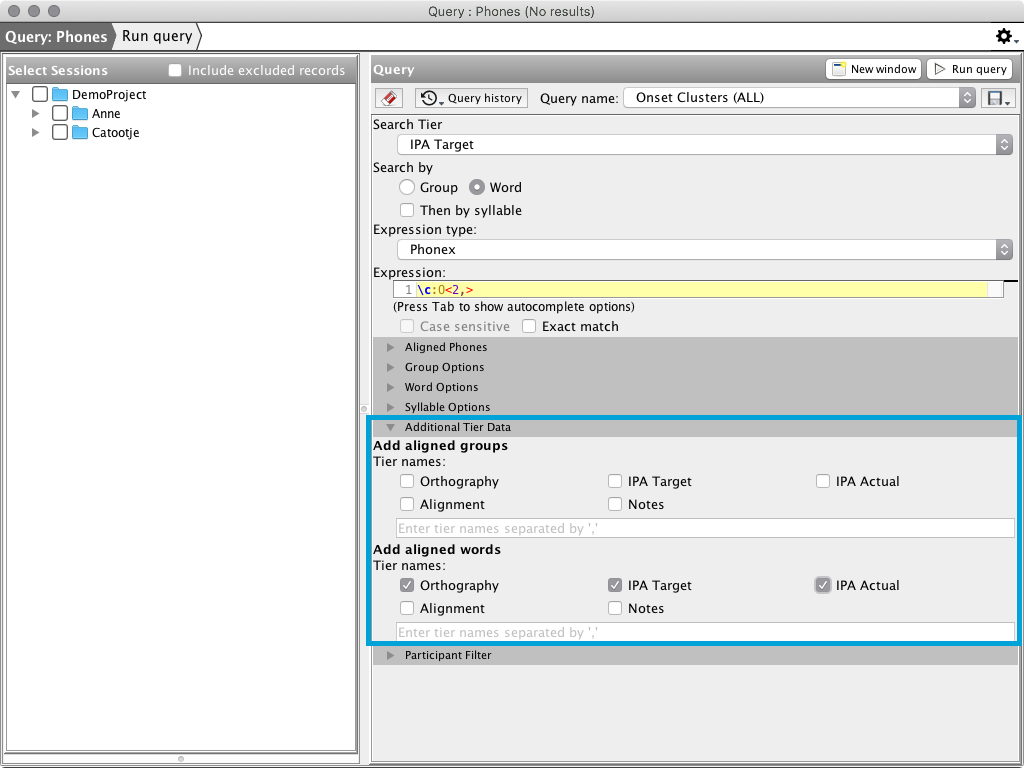 Query : Phones (No results)
Query: Phones Run query
Select Sessions Include excluded records
DemoProject
Anne
Catootje
Query New window Run query
Query history Query name: Onset Clusters (ALL)
Search Tier
IPA Target
Search by
Group Word
Then by syllable
Expression type:
Phonex
Expression:
1 \c:O<2,>
(Press Tab to show autocomplete options)
Case sensitive Exact match
Aligned Phones
Group Options
Word Options
Syllable Options
Additional Tier Data
Add aligned groups
Tier names:
Orthography IPA Target IPA Actual
Alignment Notes
Enter tier names separated by ','
Add aligned words
Tier names:
Orthography IPA Target IPA Actual
Alignment Notes
Enter tier names separated by ','
Participant Filter